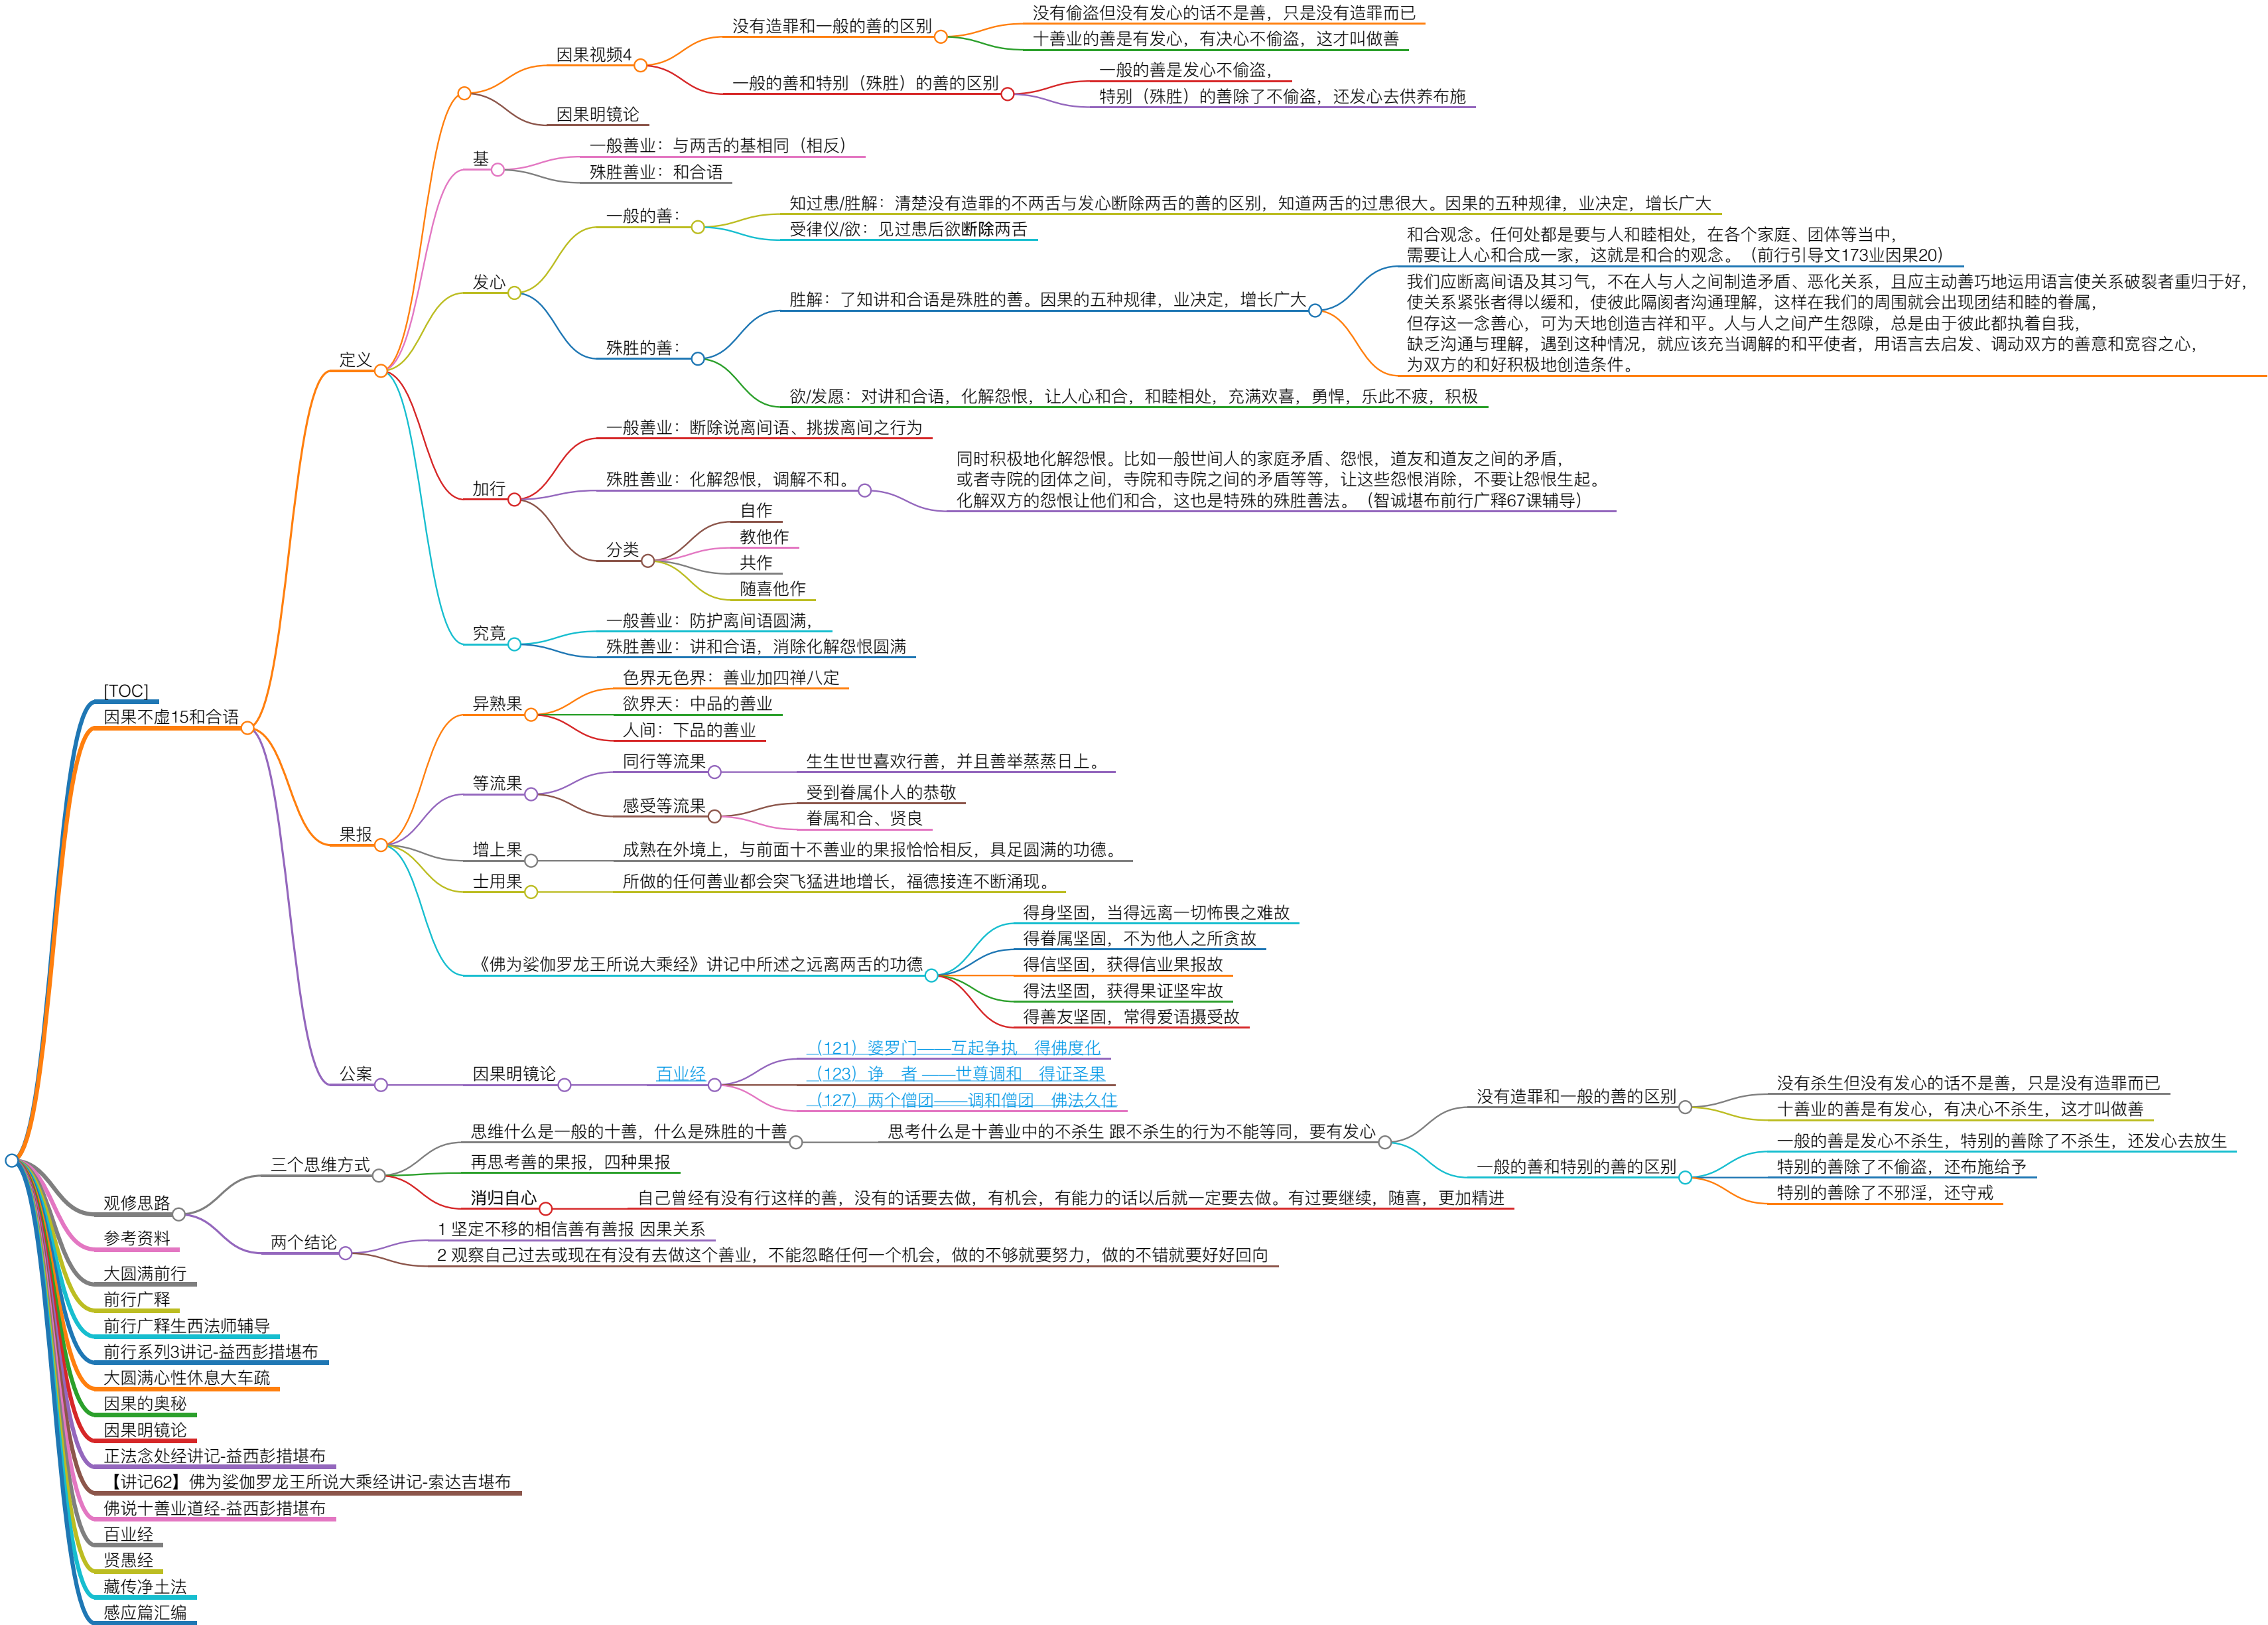 [TOC]
因果不虚15和合语
定义
因果视频4
没有造罪和一般的善的区别
没有偷盗但没有发心的话不是善，只是没有造罪而已
十善业的善是有发心，有决心不偷盗，这才叫做善
一般的善和特别（殊胜）的善的区别
一般的善是发心不偷盗，
特别（殊胜）的善除了不偷盗，还发心去供养布施
因果明镜论
基
一般善业：与两舌的基相同（相反）
殊胜善业：和合语
发心
一般的善：
知过患/胜解：清楚没有造罪的不两舌与发心断除两舌的善的区别，知道两舌的过患很大。因果的五种规律，业决定，增长广大
受律仪/欲：见过患后欲断除两舌
殊胜的善：
胜解：了知讲和合语是殊胜的善。因果的五种规律，业决定，增长广大
和合观念。任何处都是要与人和睦相处，在各个家庭、团体等当中，
需要让人心和合成一家，这就是和合的观念。（前行引导文173业因果20）
我们应断离间语及其习气，不在人与人之间制造矛盾、恶化关系，且应主动善巧地运用语言使关系破裂者重归于好，
使关系紧张者得以缓和，使彼此隔阂者沟通理解，这样在我们的周围就会出现团结和睦的眷属，
但存这一念善心，可为天地创造吉祥和平。人与人之间产生怨隙，总是由于彼此都执着自我，
缺乏沟通与理解，遇到这种情况，就应该充当调解的和平使者，用语言去启发、调动双方的善意和宽容之心，
为双方的和好积极地创造条件。
欲/发愿：对讲和合语，化解怨恨，让人心和合，和睦相处，充满欢喜，勇悍，乐此不疲，积极
加行
一般善业：断除说离间语、挑拨离间之行为
殊胜善业：化解怨恨，调解不和。
同时积极地化解怨恨。比如一般世间人的家庭矛盾、怨恨，道友和道友之间的矛盾，
或者寺院的团体之间，寺院和寺院之间的矛盾等等，让这些怨恨消除，不要让怨恨生起。
化解双方的怨恨让他们和合，这也是特殊的殊胜善法。（智诚堪布前行广释67课辅导）
分类
自作
教他作
共作
随喜他作
究竟
一般善业：防护离间语圆满，
殊胜善业：讲和合语，消除化解怨恨圆满
果报
异熟果
色界无色界：善业加四禅八定
欲界天：中品的善业
人间：下品的善业
等流果
同行等流果
生生世世喜欢行善，并且善举蒸蒸日上。
感受等流果
受到眷属仆人的恭敬
眷属和合、贤良
增上果
成熟在外境上，与前面十不善业的果报恰恰相反，具足圆满的功德。
士用果
所做的任何善业都会突飞猛进地增长，福德接连不断涌现。
《佛为娑伽罗龙王所说大乘经》讲记中所述之远离两舌的功德
得身坚固，当得远离一切怖畏之难故
得眷属坚固，不为他人之所贪故
得信坚固，获得信业果报故
得法坚固，获得果证坚牢故
得善友坚固，常得爱语摄受故
公案
因果明镜论
百业经
（121）婆罗门——互起争执　得佛度化
（123）诤　者 ——世尊调和　得证圣果
（127）两个僧团——调和僧团　佛法久住
观修思路
三个思维方式
思维什么是一般的十善，什么是殊胜的十善
思考什么是十善业中的不杀生 跟不杀生的行为不能等同，要有发心
没有造罪和一般的善的区别
没有杀生但没有发心的话不是善，只是没有造罪而已
十善业的善是有发心，有决心不杀生，这才叫做善
一般的善和特别的善的区别
一般的善是发心不杀生，特别的善除了不杀生，还发心去放生
特别的善除了不偷盗，还布施给予
特别的善除了不邪淫，还守戒
再思考善的果报，四种果报
消归自心
自己曾经有没有行这样的善，没有的话要去做，有机会，有能力的话以后就一定要去做。有过要继续，随喜，更加精进
两个结论
1 坚定不移的相信善有善报 因果关系
2 观察自己过去或现在有没有去做这个善业，不能忽略任何一个机会，做的不够就要努力，做的不错就要好好回向
参考资料
大圆满前行
前行广释
前行广释生西法师辅导
前行系列3讲记-益西彭措堪布
大圆满心性休息大车疏
因果的奥秘
因果明镜论
正法念处经讲记-益西彭措堪布
【讲记62】佛为娑伽罗龙王所说大乘经讲记-索达吉堪布
佛说十善业道经-益西彭措堪布
百业经
贤愚经
藏传净土法
感应篇汇编